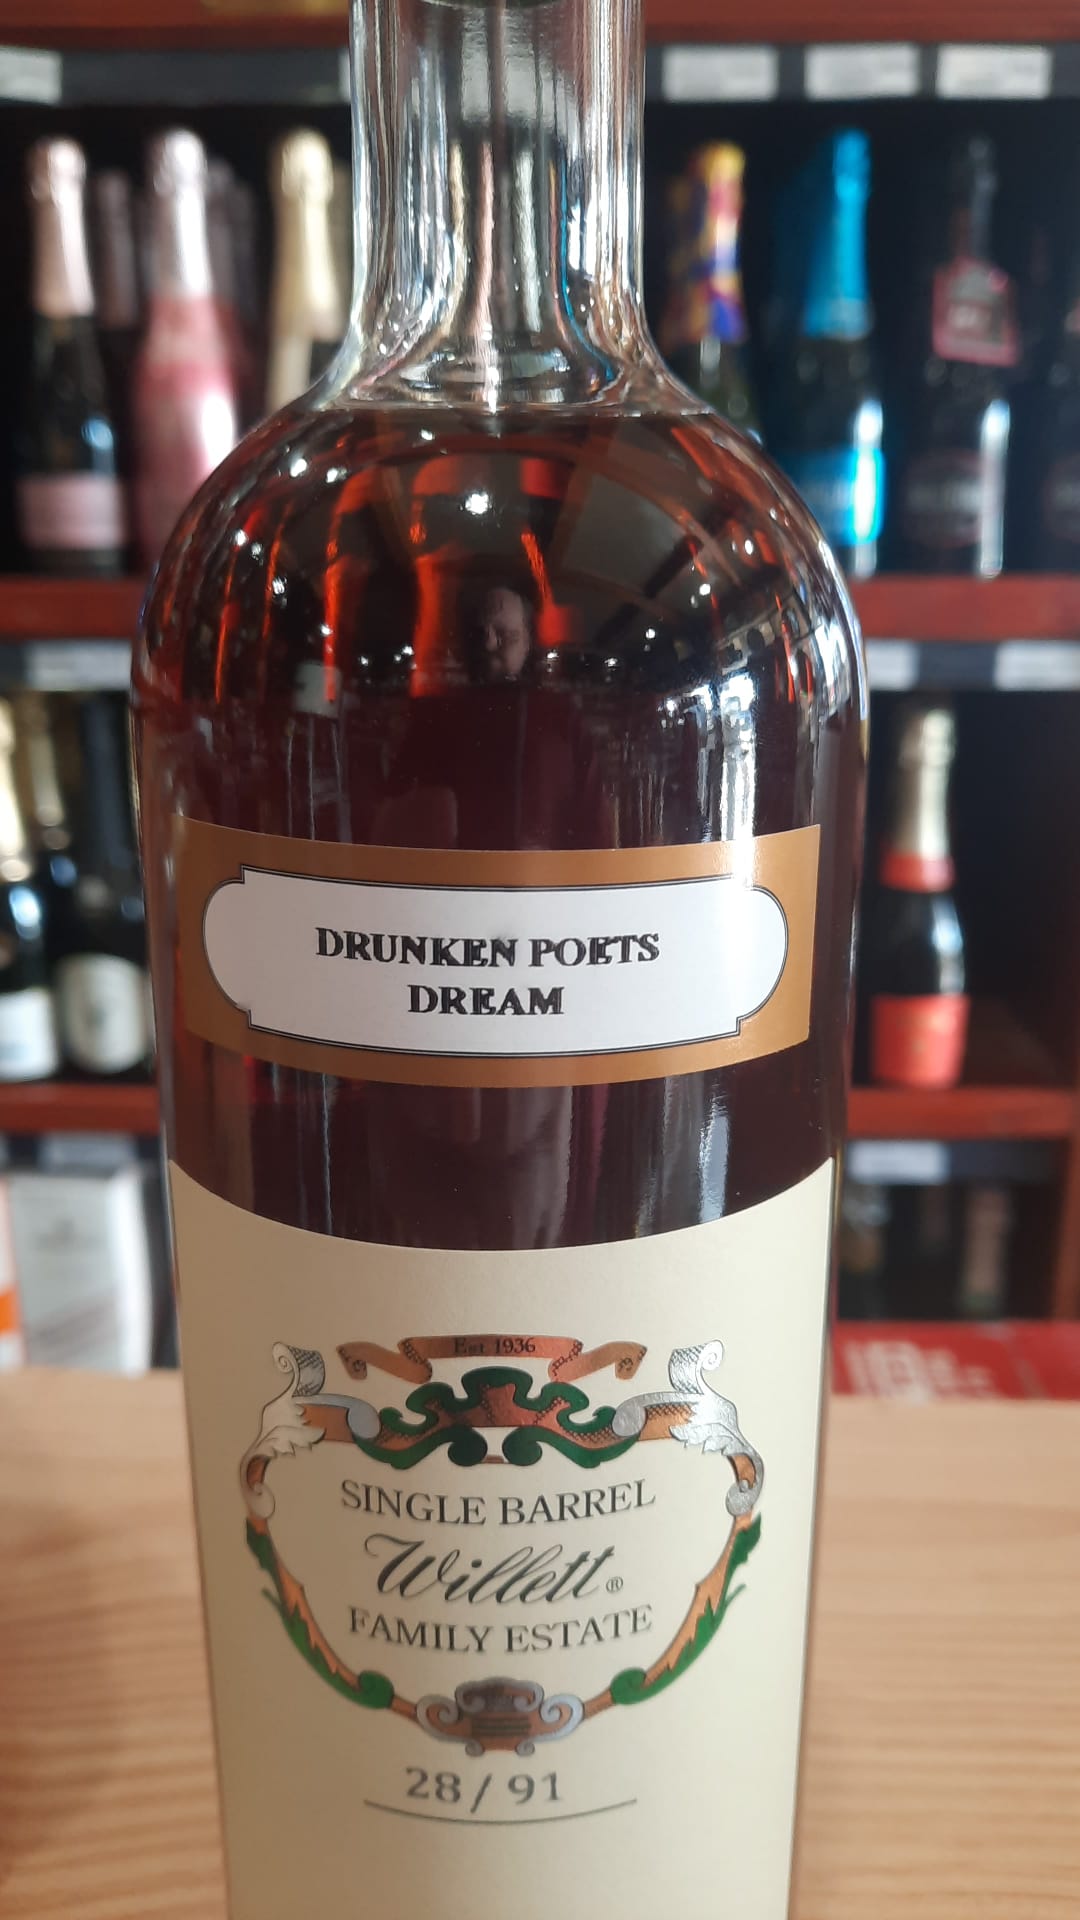 DRUNKEN POETS
DREAM
Est 1936
SINGLE BARREL
Willett®
FAMILY ESTATE
28 / 91